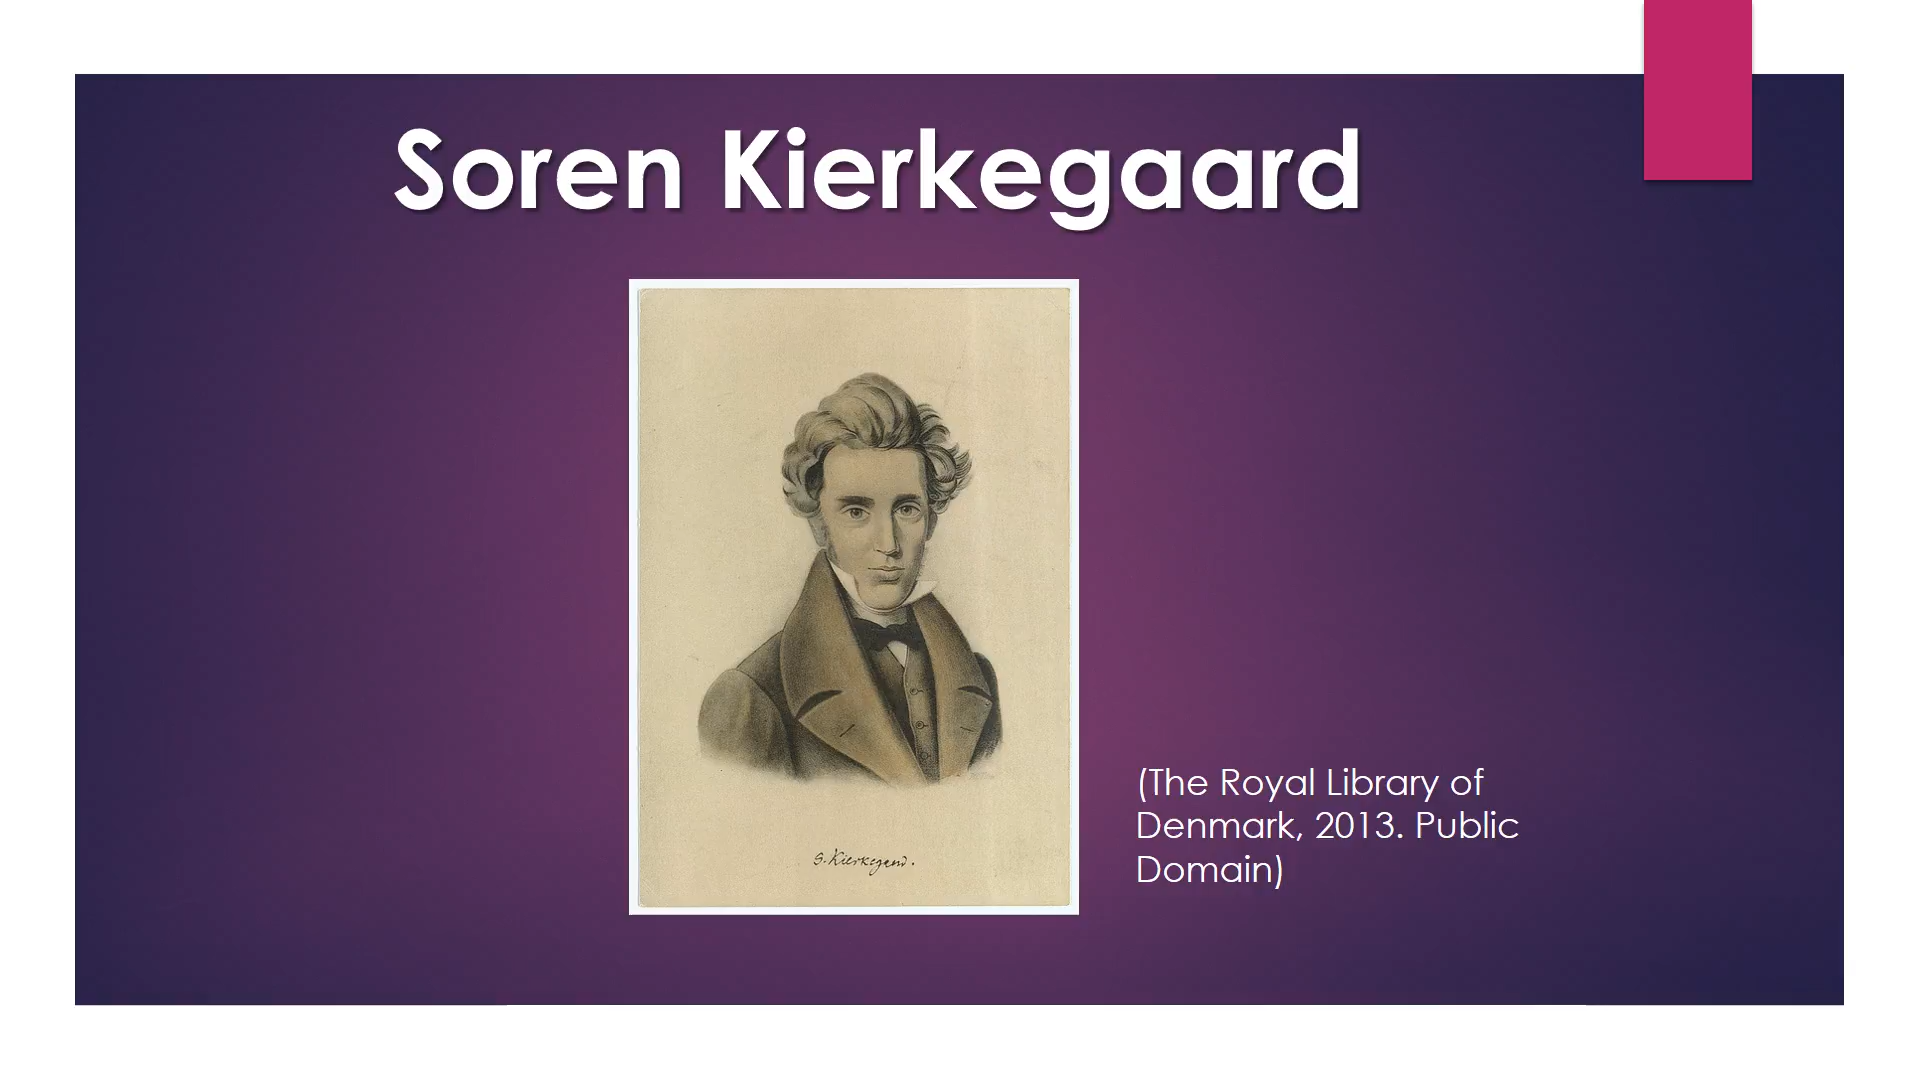 Soren Kierkegaard
S. Kierkegaard.
(The Royal Library of
Denmark, 2013. Public
Domain)